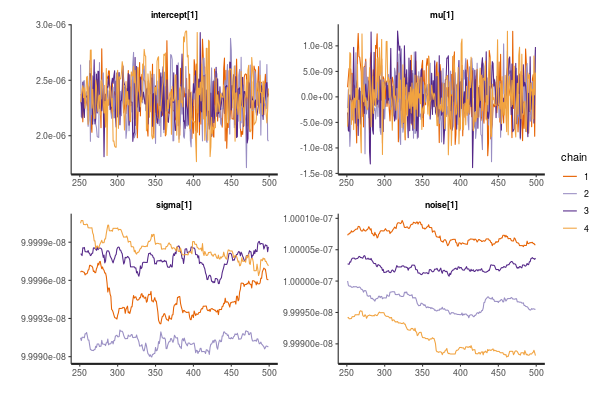 intercept[1]
3.0e-06
2.5e-06
2.0e-06
250 300 350 400 450 500
mu[1]
1.0e-08
5.0e-09
0.0e+00
-5.0e-09
-1.0e-08
-1.5e-08
250 300 350 400 450 500
sigma[1]
9.9999e-08
9.9996e-08
9.9993e-08
9.9990e-08
250 300 350 400 450 500
noise[1]
1.00010e-07
1.00005e-07
1.00000e-07
9.99950e-08
9.99900e-08
250 300 350 400 450 500
chain
1
2
3
4